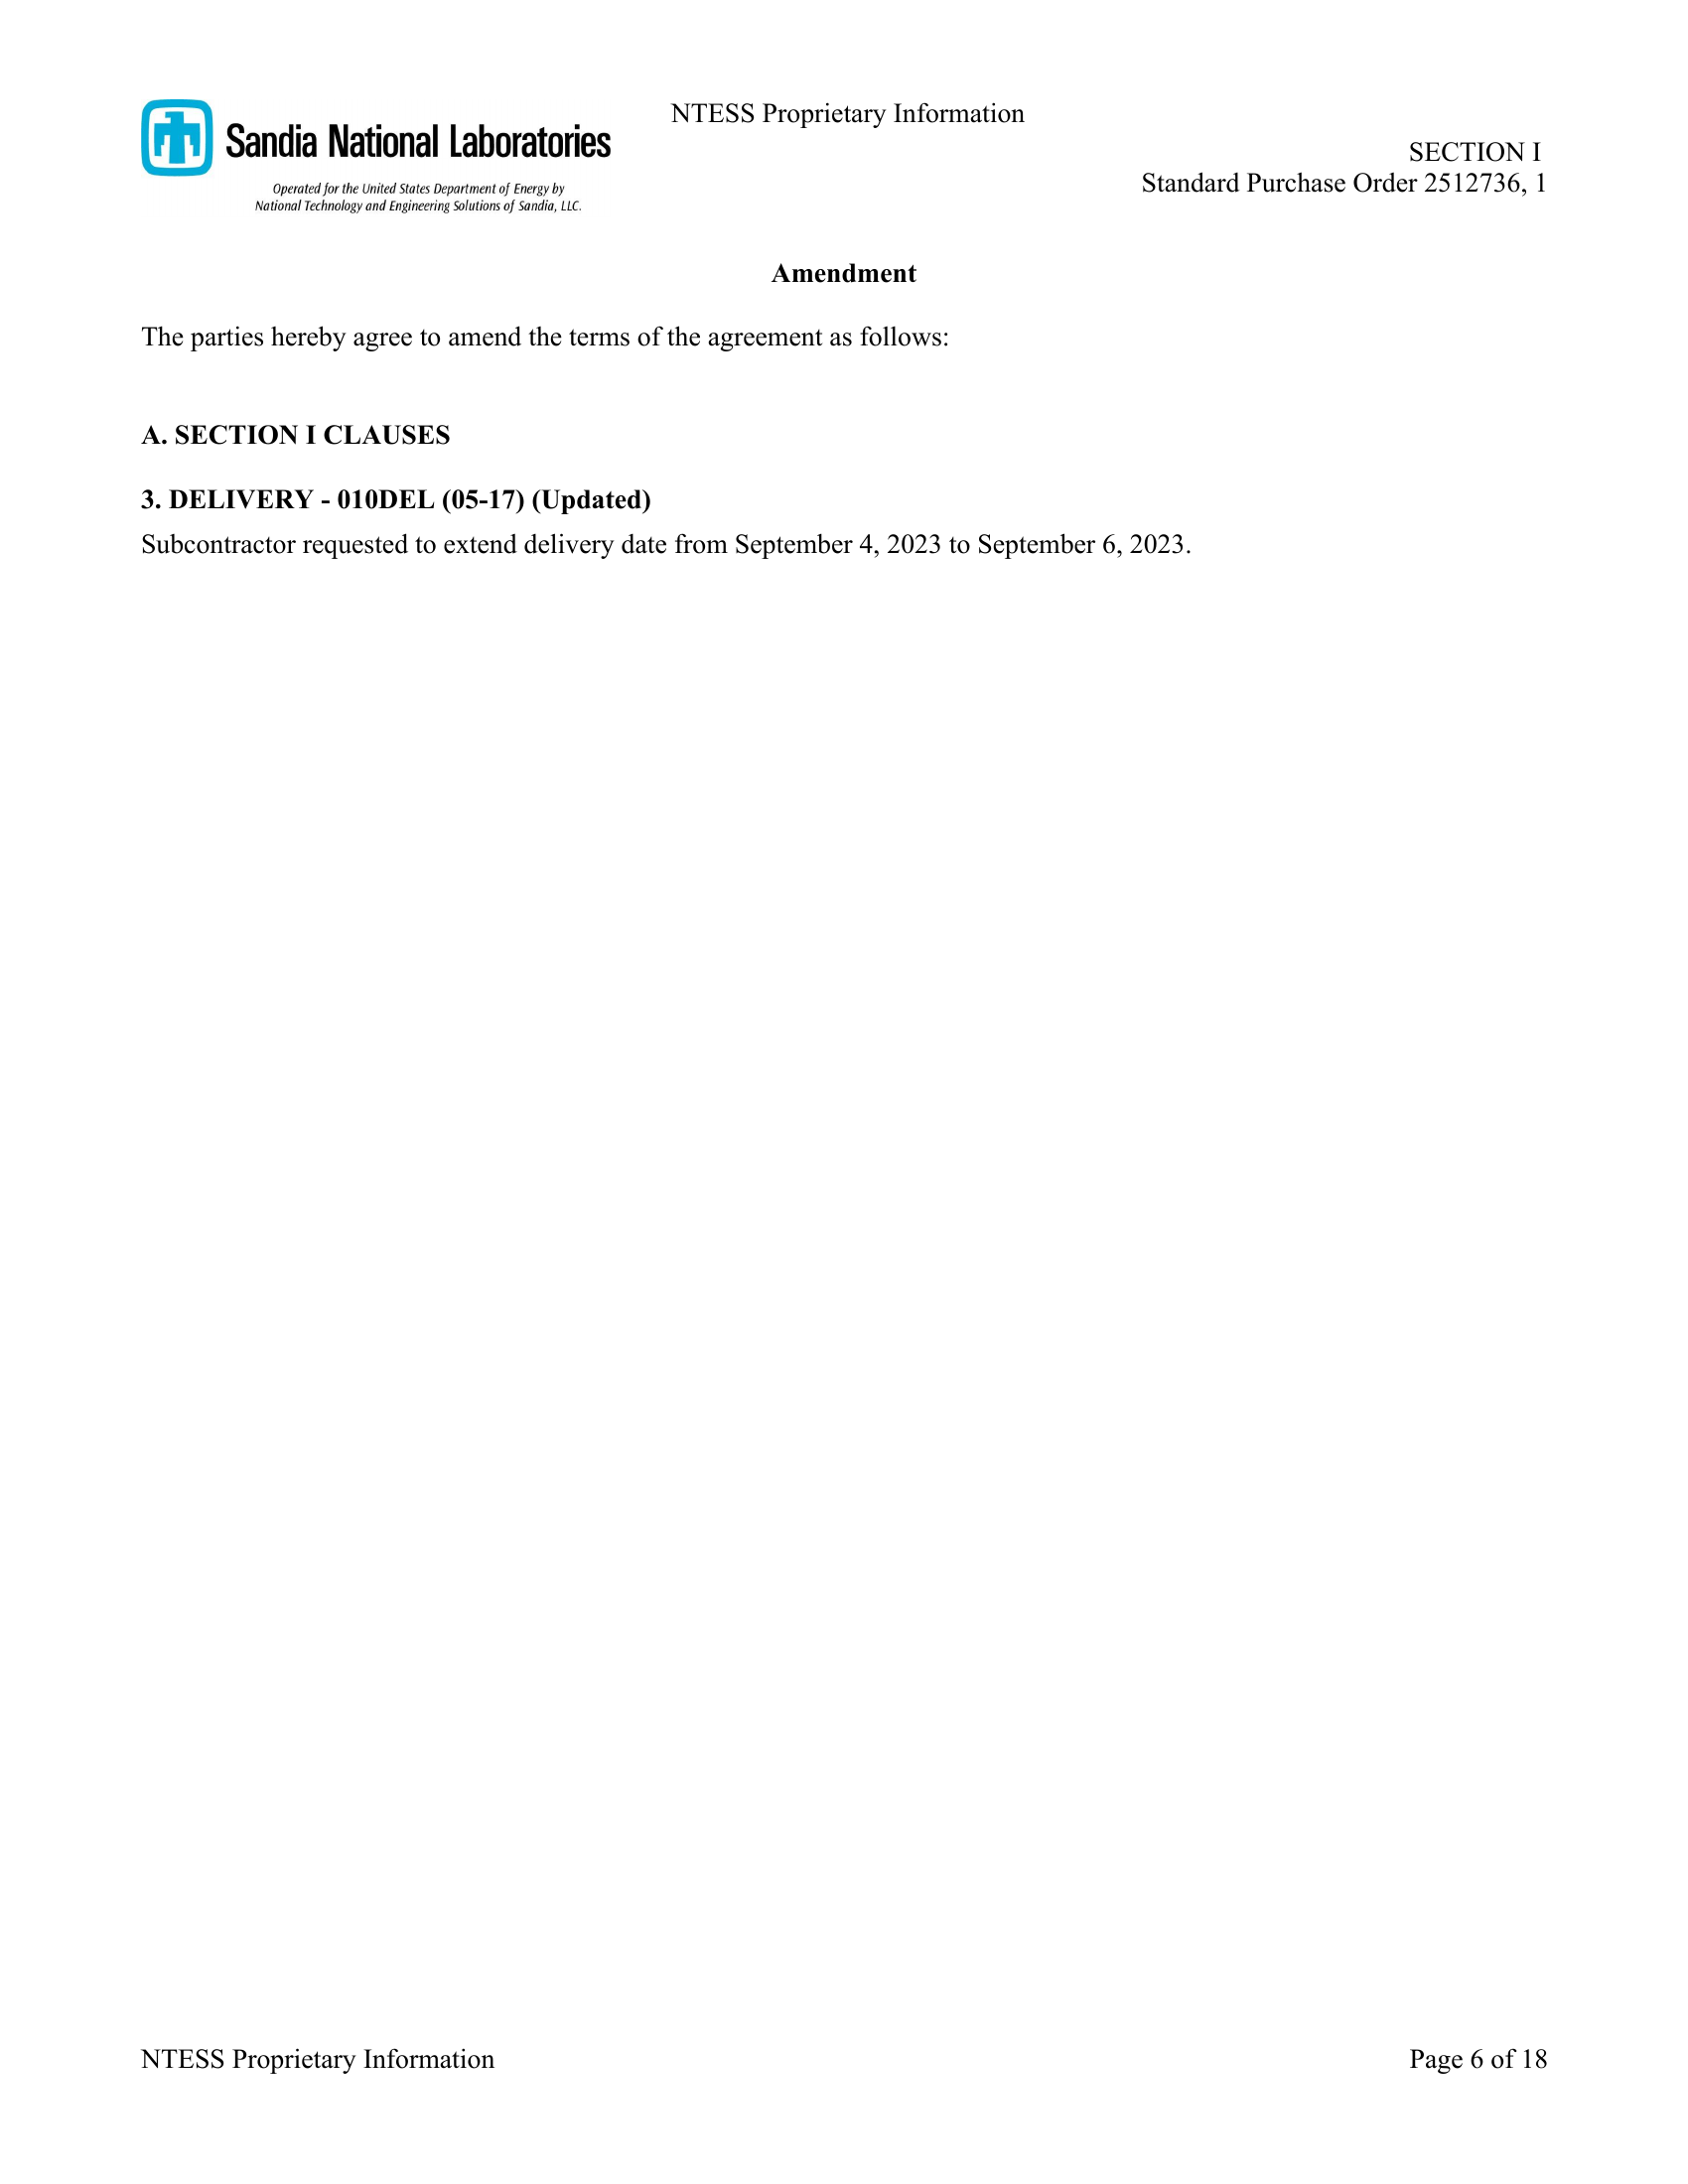 NTESS Proprietary Information
Sandia National Laboratories
Operated for the United States Department of Energy by
National Technology and Engineering Solutions of Sandia, LLC.
SECTION I
Standard Purchase Order 2512736, 1
Amendment
The parties hereby agree to amend the terms of the agreement as follows:
A. SECTION I CLAUSES
3. DELIVERY - 010DEL (05-17) (Updated)
Subcontractor requested to extend delivery date from September 4, 2023 to September 6, 2023.
NTESS Proprietary Information
Page 6 of 18